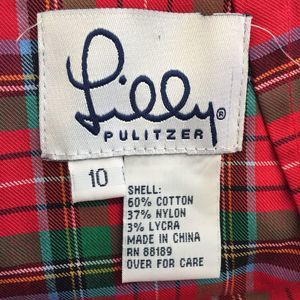 Lilly®
PULITZER
10
SHELL:
60% COTTON
37% NYLON
3% LYCRA
MADE IN CHINA
RN 88189
OVER FOR CARE